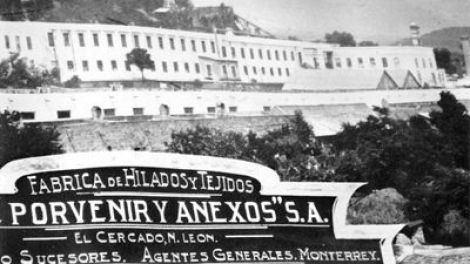 FABRICA DE HILADOS Y TEJIDOS
PORVENIR Y ANEXOS" S.A.
EL CERCADO, N. LEON.
SUCESORES. AGENTES GENERALES. MONTERREY.